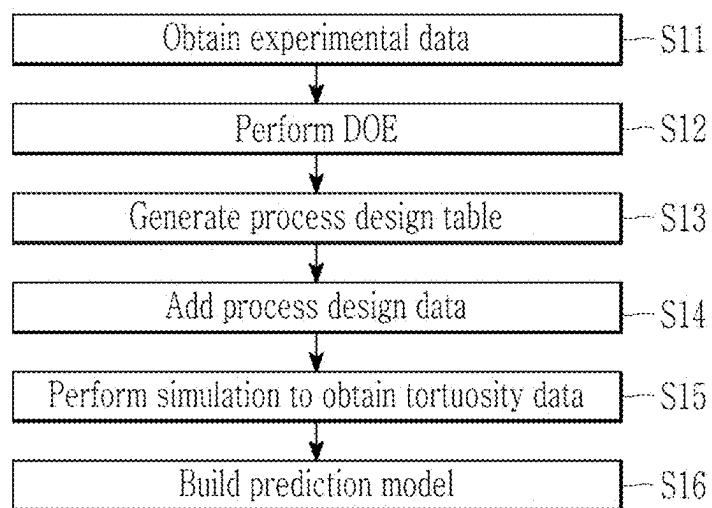 Obtain experimental data S11
Perform DOE S12
Generate process design table S13
Add process design data S14
Perform simulation to obtain tortuosity data S15
Build prediction model S16